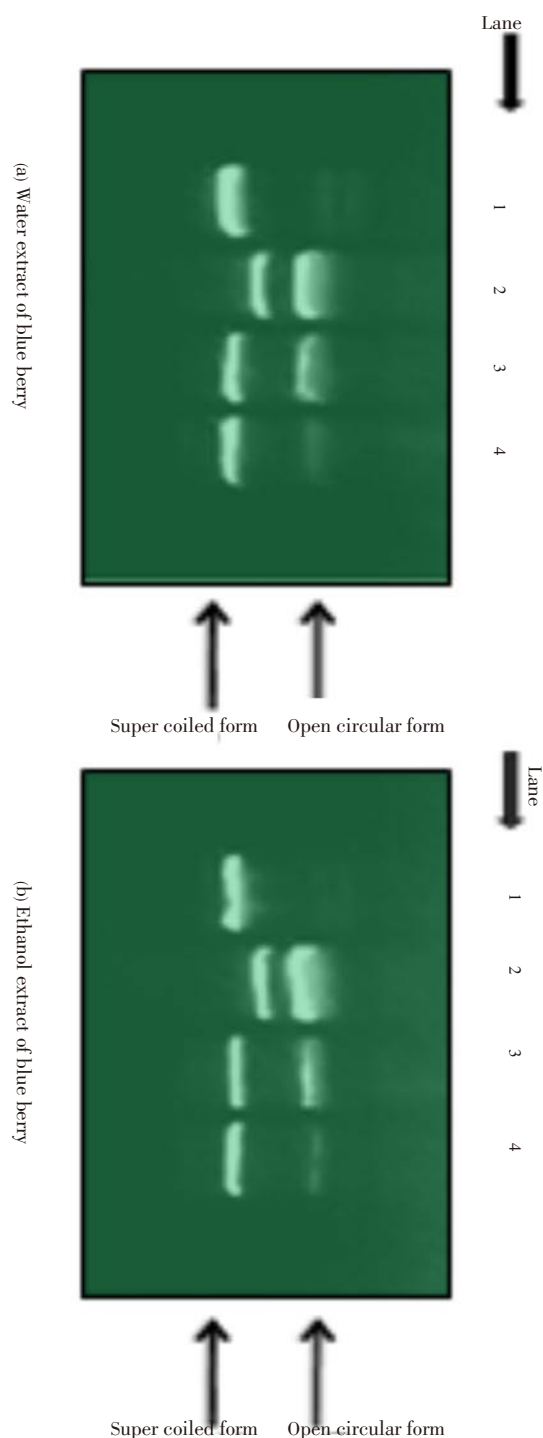 Lane
1
2
3
4
(a) Water extract of blue berry
Super coiled form
Open circular form
Lane
1
2
3
4
(b) Ethanol extract of blue berry
Super coiled form
Open circular form